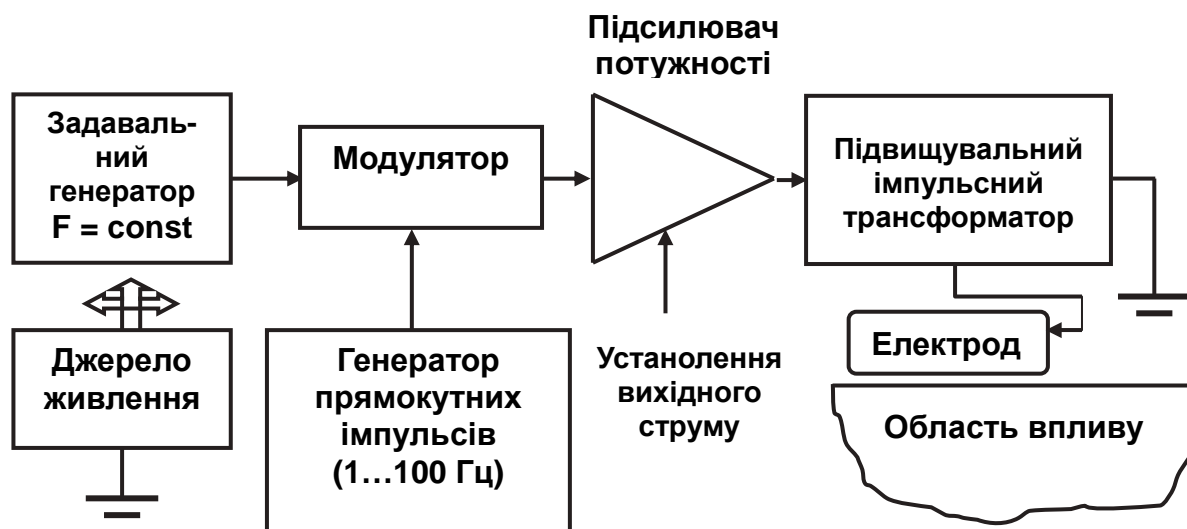 Підсилювач
потужності
Задаваль-
ний
генератор
F = const
Модулятор
Підвищувальний
імпульсний
трансформатор
Джерело
живлення
Генератор
прямокутних
імпульсів
(1…100 Гц)
Устанолення
вихідного
струму
Електрод
Область впливу